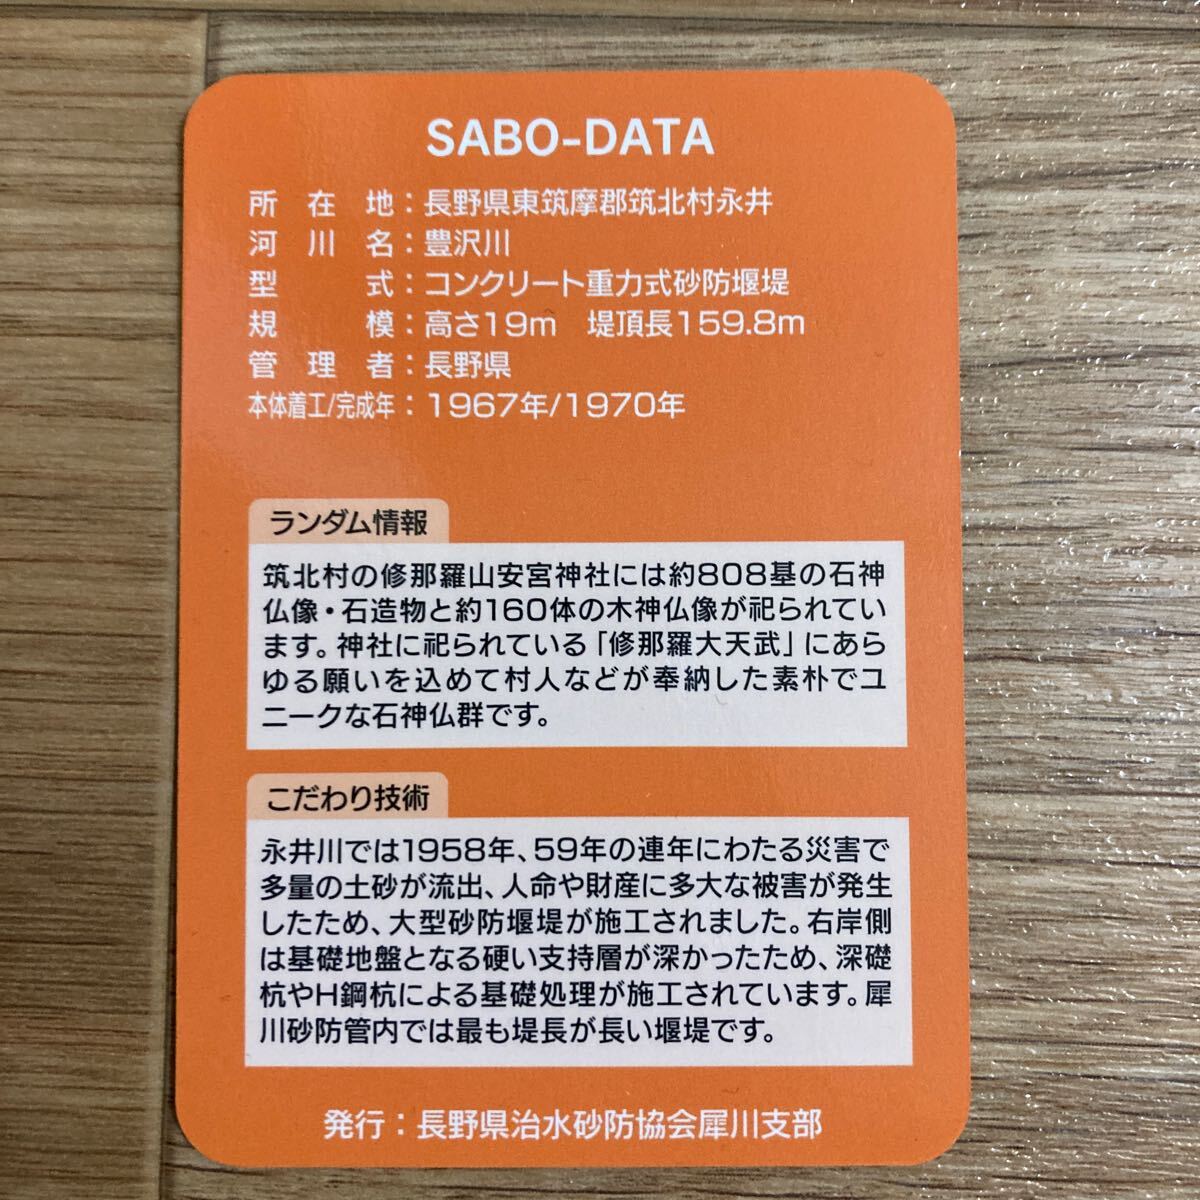 SABO-DATA
所在地：長野県東筑摩郡筑北村永井
河川名：豊沢川
型式：コンクリート重力式砂防堰堤
規模：高さ19m　堤頂長159.8m
管理者：長野県
本体着工/完成年：1967年/1970年
ランダム情報
筑北村の修那羅山安宮神社には約808基の石神
仏像・石造物と約160体の木神仏像が祀られてい
ます。神社に祀られている「修那羅大天武」にあら
ゆる願いを込めて村人などが奉納した素朴でユ
ニークな石神仏群です。
こだわり技術
永井川では1958年、59年の連年にわたる災害で
多量の土砂が流出、人命や財産に多大な被害が発生
したため、大型砂防堰堤が施工されました。右岸側
は基礎地盤となる硬い支持層が深かったため、深礎
杭やH鋼杭による基礎処理が施工されています。犀
川砂防管内では最も堤長が長い堰堤です。
発行：長野県治水砂防協会犀川支部